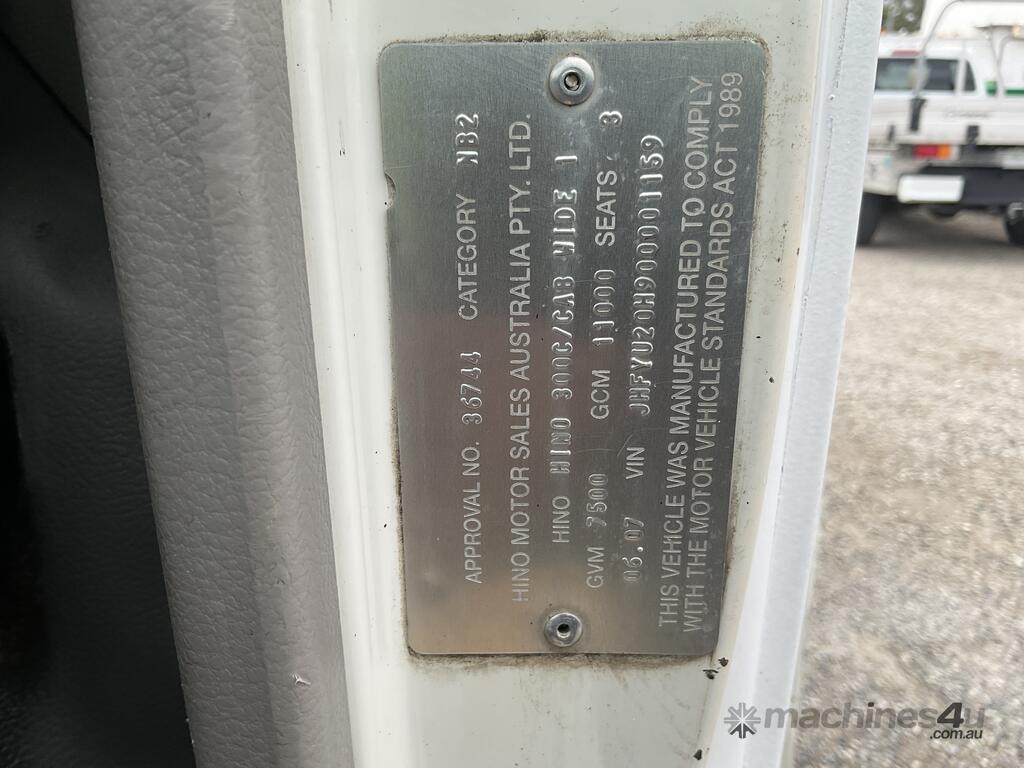 APPROVAL NO. 36744 CATEGORY NB2
HINO MOTOR SALES AUSTRALIA PTY. LTD.
HINO HINO 300C/CAB WIDE 1
GVM 7500 GCM 11000 SEATS 3
06.07 VIN JHFYU20H900001159
THIS VEHICLE WAS MANUFACTURED TO COMPLY
WITH THE MOTOR VEHICLE STANDARDS ACT 1989
machines4u
.com.au